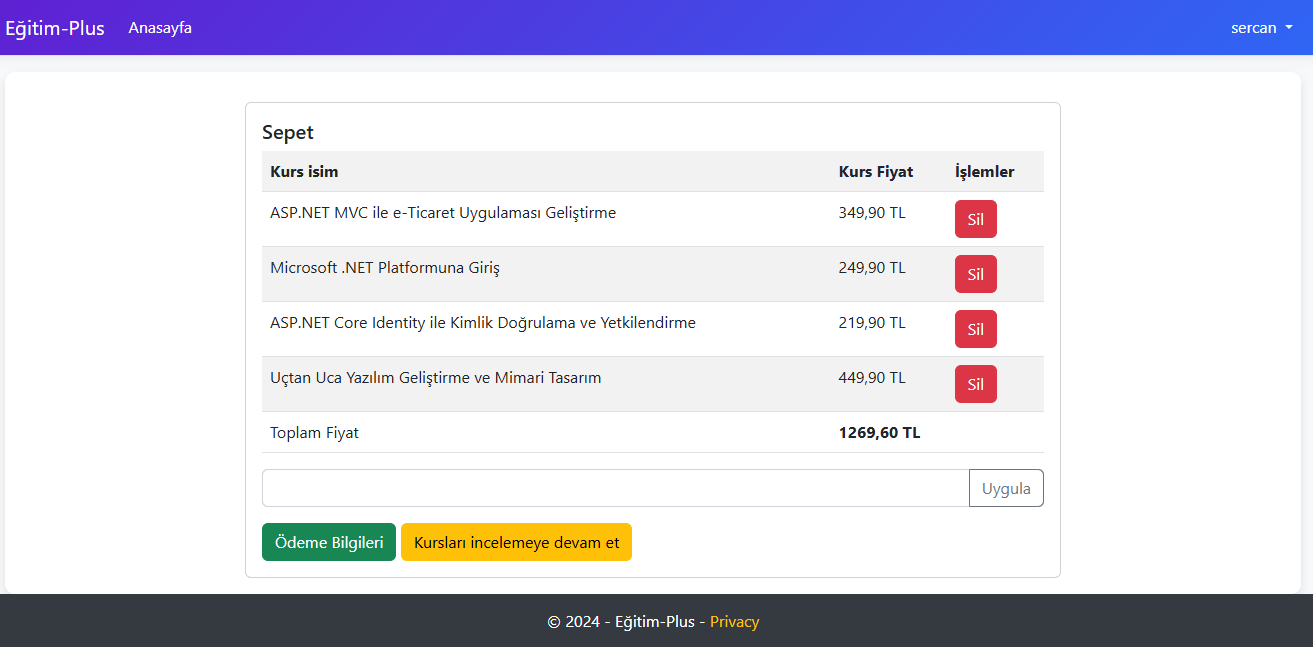 Eğitim-Plus Anasayfa sercan
Sepet
Kurs isim Kurs Fiyat İşlemler
ASP.NET MVC ile e-Ticaret Uygulaması Geliştirme 349,90 TL Sil
Microsoft .NET Platformuna Giriş 249,90 TL Sil
ASP.NET Core Identity ile Kimlik Doğrulama ve Yetkilendirme 219,90 TL Sil
Uçtan Uca Yazılım Geliştirme ve Mimari Tasarım 449,90 TL Sil
Toplam Fiyat 1269,60 TL
Uygula
Ödeme Bilgileri Kursları incelemeye devam et
© 2024 - Eğitim-Plus - Privacy